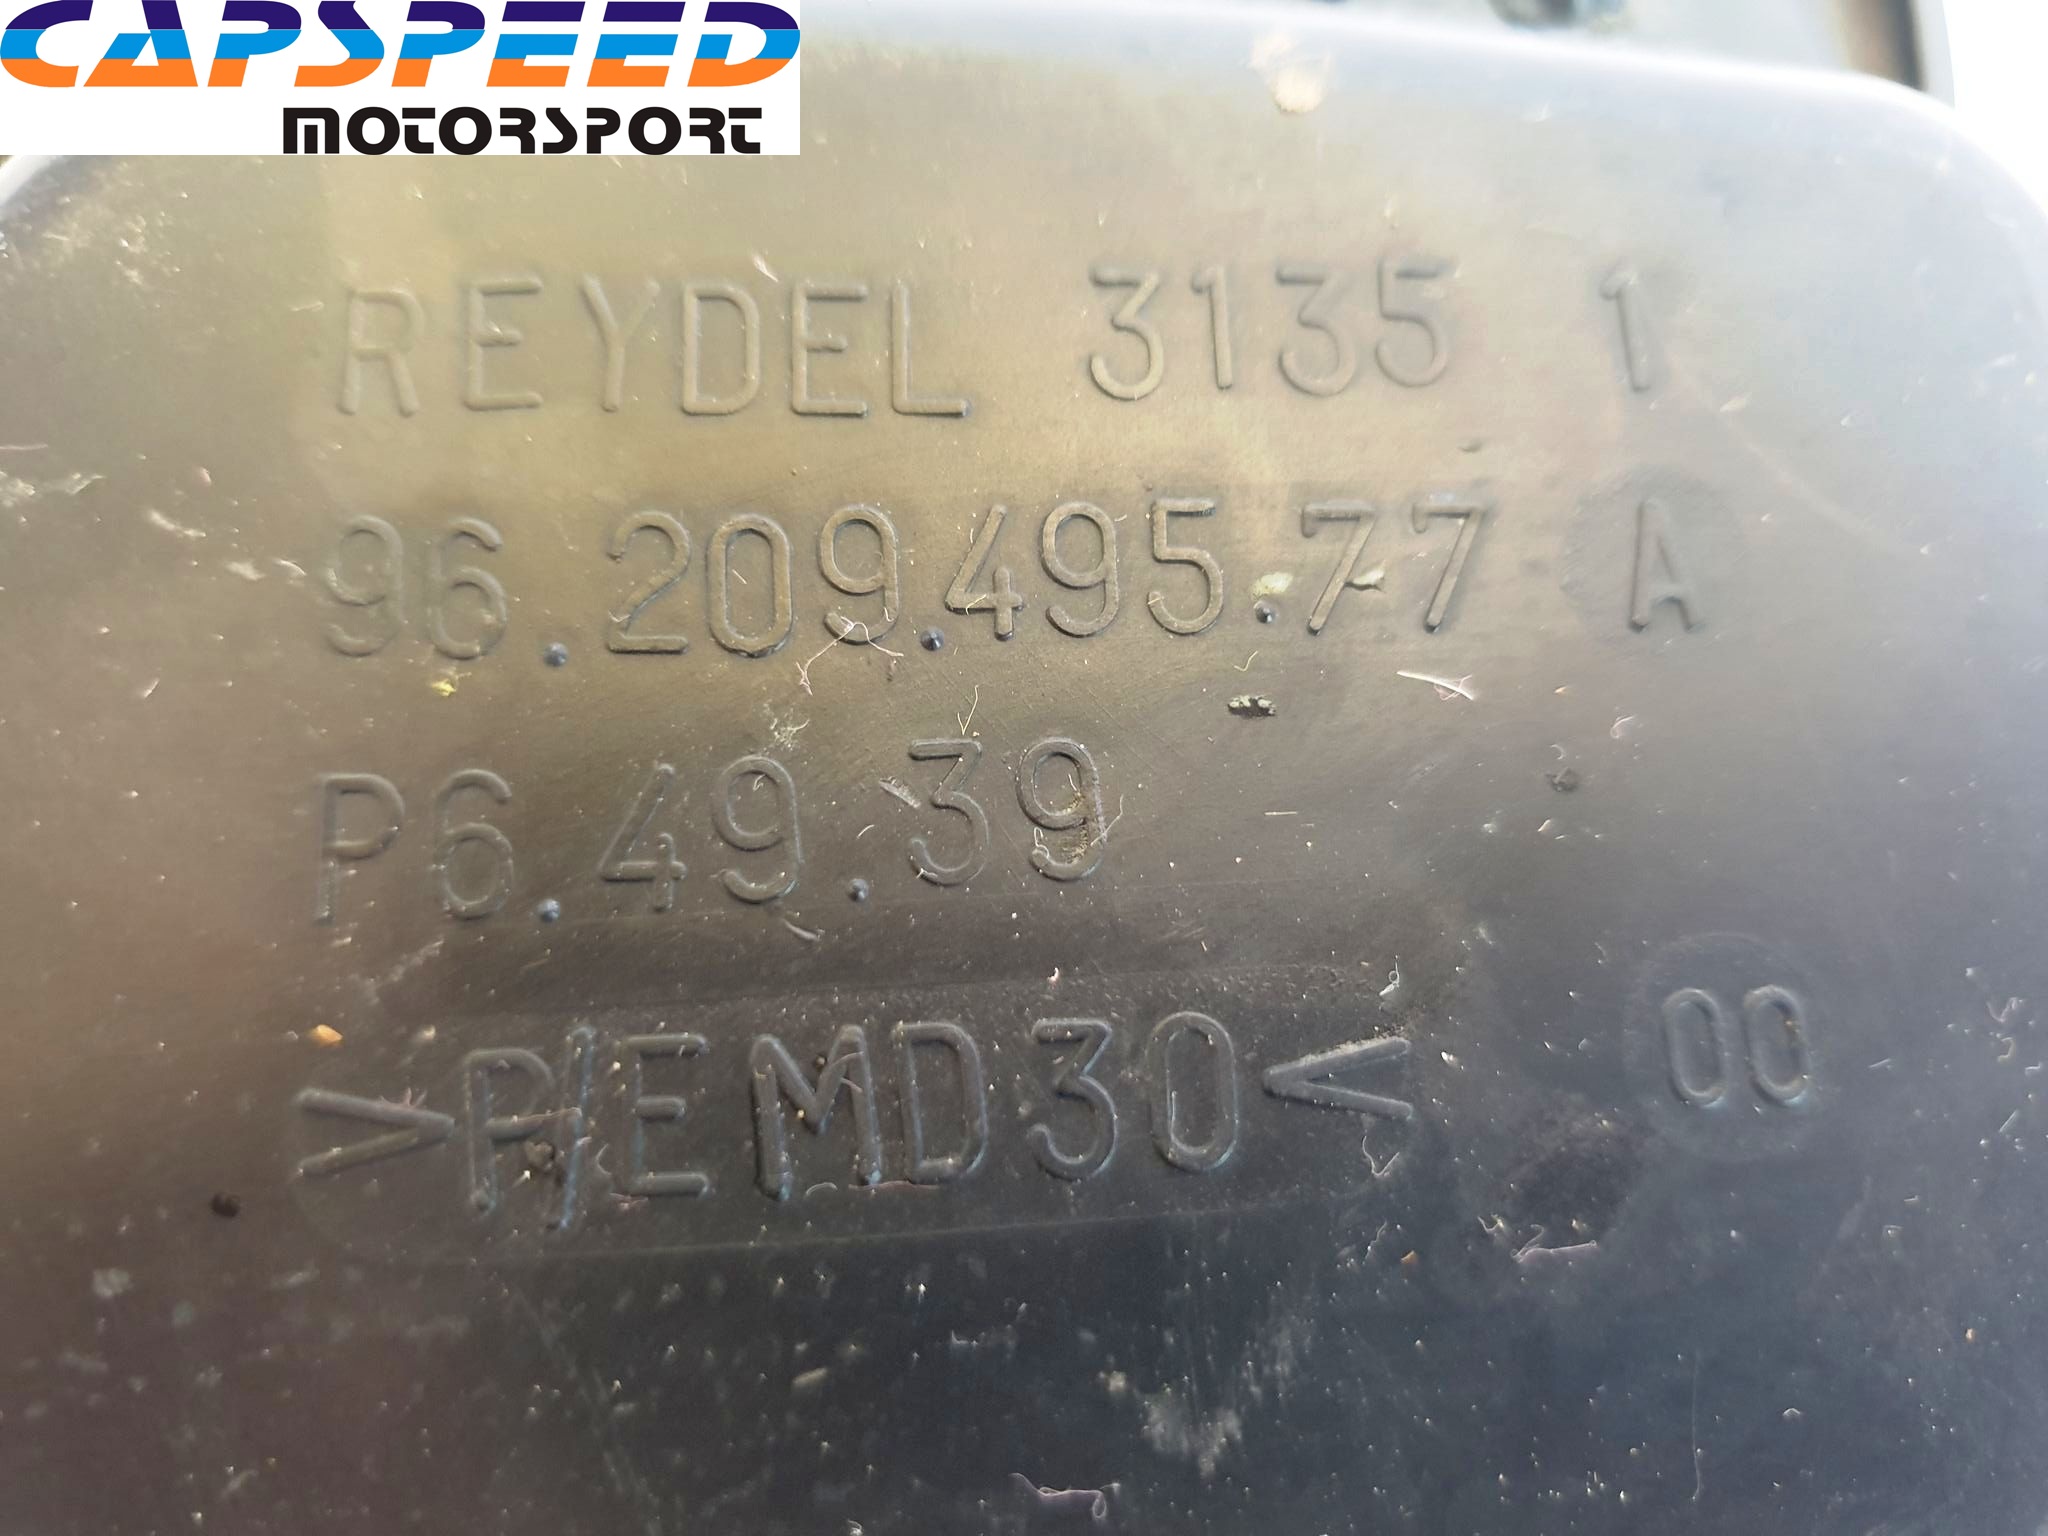 CAPSPEED
MOTORSPORT
REYDEL 3135 1
96.209.495.77 A
P6.49.39
>P/EMD30< 00